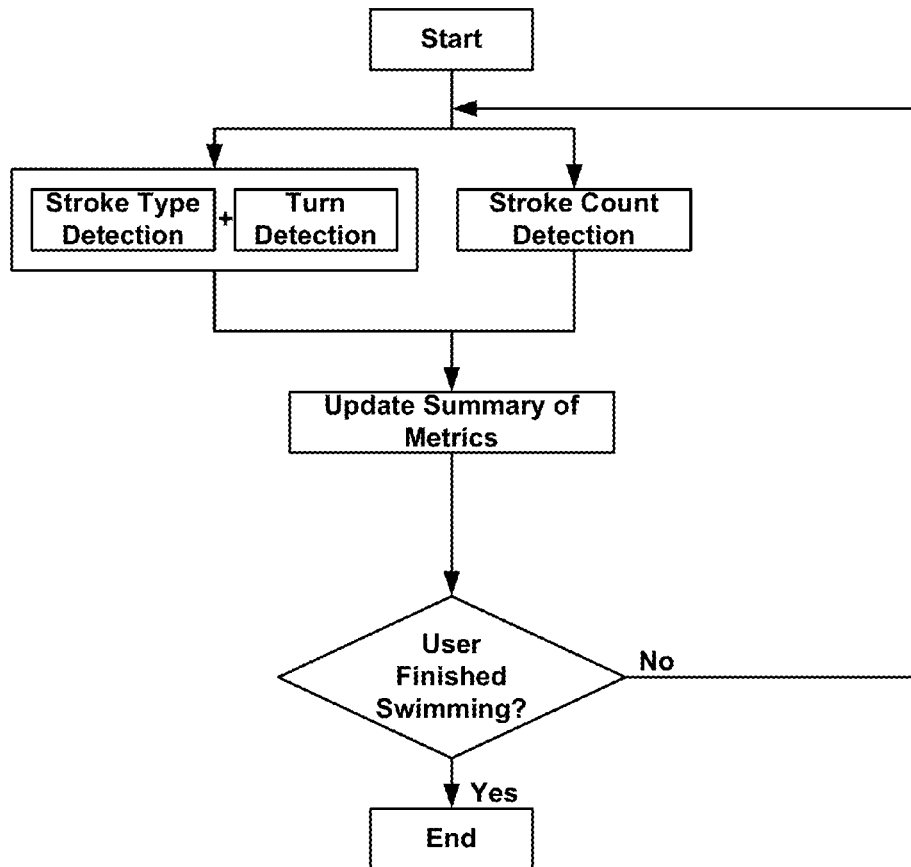 Start
Stroke Type
Detection
+
Turn
Detection
Stroke Count
Detection
Update Summary of
Metrics
User
Finished
Swimming?
No
Yes
End